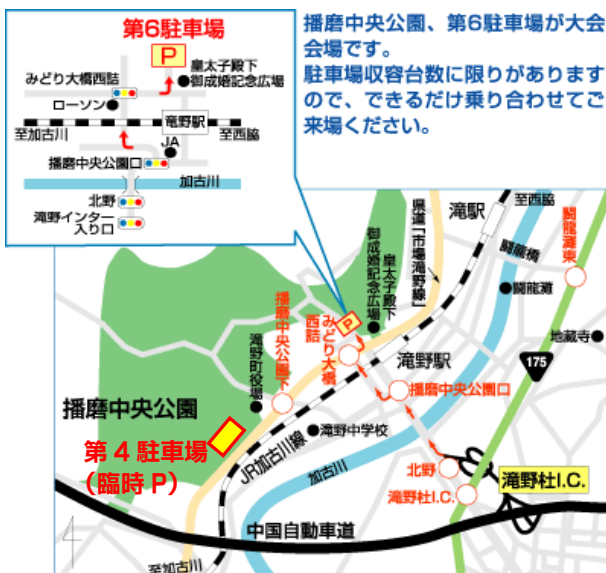 播磨中央公園、第6駐車場が大会
会場です。
駐車場収容台数に限りがあります
ので、できるだけ乗り合わせてご
来場ください。
第6駐車場
P
皇太子殿下
御成婚記念広場
みどり大橋西詰
ローソン
竜野駅
至加古川
至西脇
JA
播磨中央公園口
加古川
北野
滝野インター
入り口
至西脇
滝駅
県道「市場滝野線」
闘龍灘東
闘龍橋
闘龍灘
皇太子殿下
御成婚記念広場
P
みどり大橋
西詰
地蔵寺
175
滝野駅
播磨中央公園下
滝野町役場
播磨中央公園口
播磨中央公園
第4駐車場
(臨時P)
滝野中学校
JR加古川線
加古川
北野
滝野社I.C.
滝野社I.C.
中国自動車道
至加古川